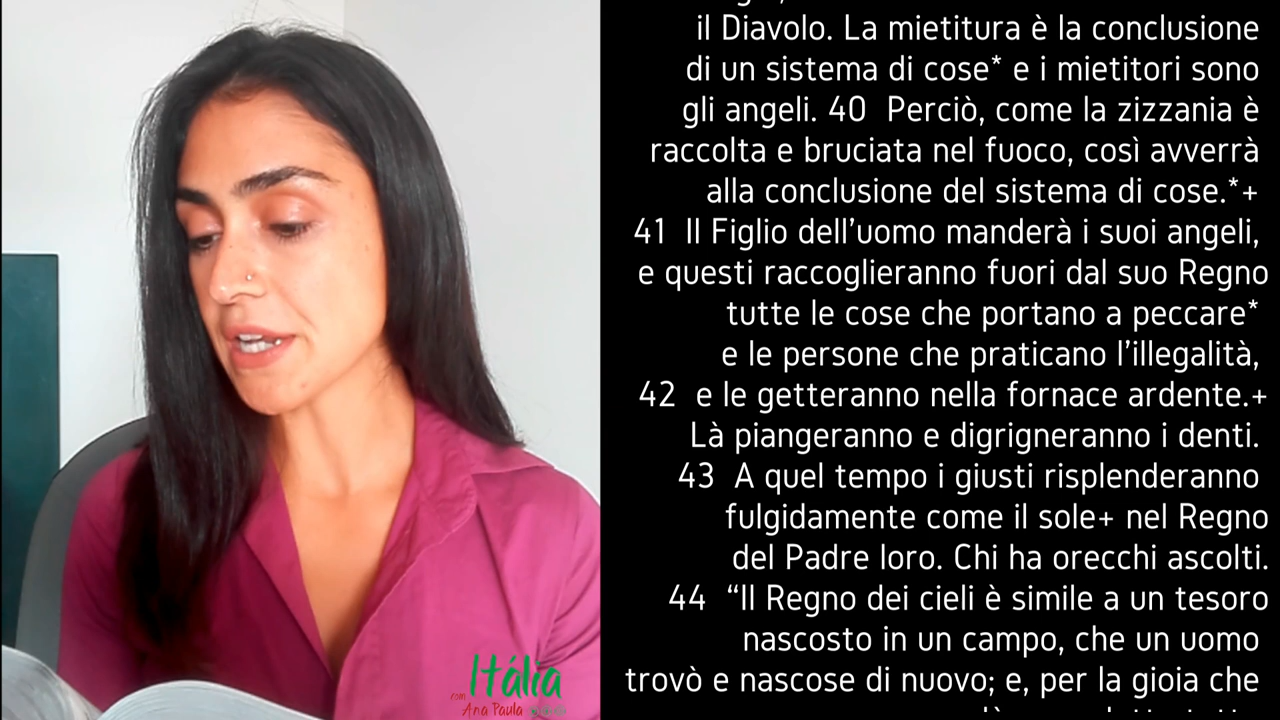 il Diavolo. La mietitura è la conclusione
di un sistema di cose* e i mietitori sono
gli angeli. 40 Perciò, come la zizzania è
raccolta e bruciata nel fuoco, così avverrà
alla conclusione del sistema di cose.*+
41 Il Figlio dell’uomo manderà i suoi angeli,
e questi raccoglieranno fuori dal suo Regno
tutte le cose che portano a peccare*
e le persone che praticano l’illegalità,
42 e le getteranno nella fornace ardente.+
Là piangeranno e digrigneranno i denti.
43 A quel tempo i giusti risplenderanno
fulgidamente come il sole+ nel Regno
del Padre loro. Chi ha orecchi ascolti.
44 “Il Regno dei cieli è simile a un tesoro
nascosto in un campo, che un uomo
trovò e nascose di nuovo; e, per la gioia che
Itália
com
Ana Paula